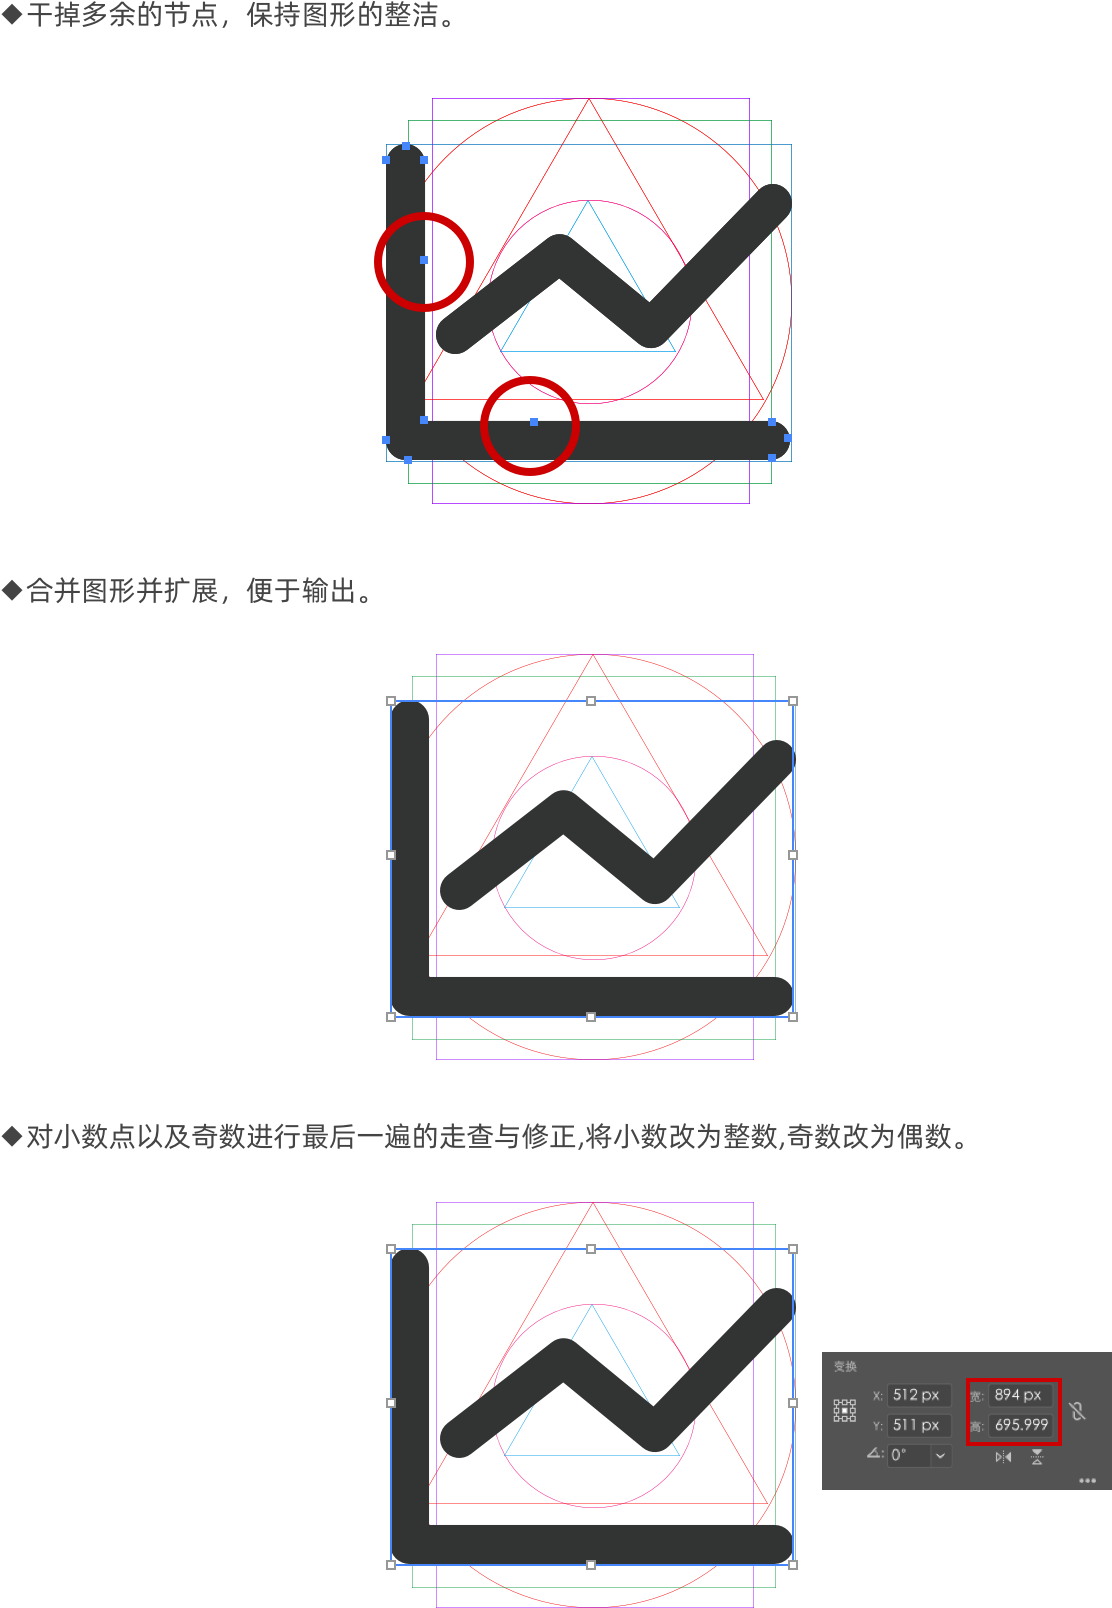 ◆干掉多余的节点，保持图形的整洁。
◆合并图形并扩展，便于输出。
◆对小数点以及奇数进行最后一遍的走查与修正,将小数改为整数,奇数改为偶数。
变换
X: 512 px 宽: 894 px
Y: 511 px 高: 695.999
0°